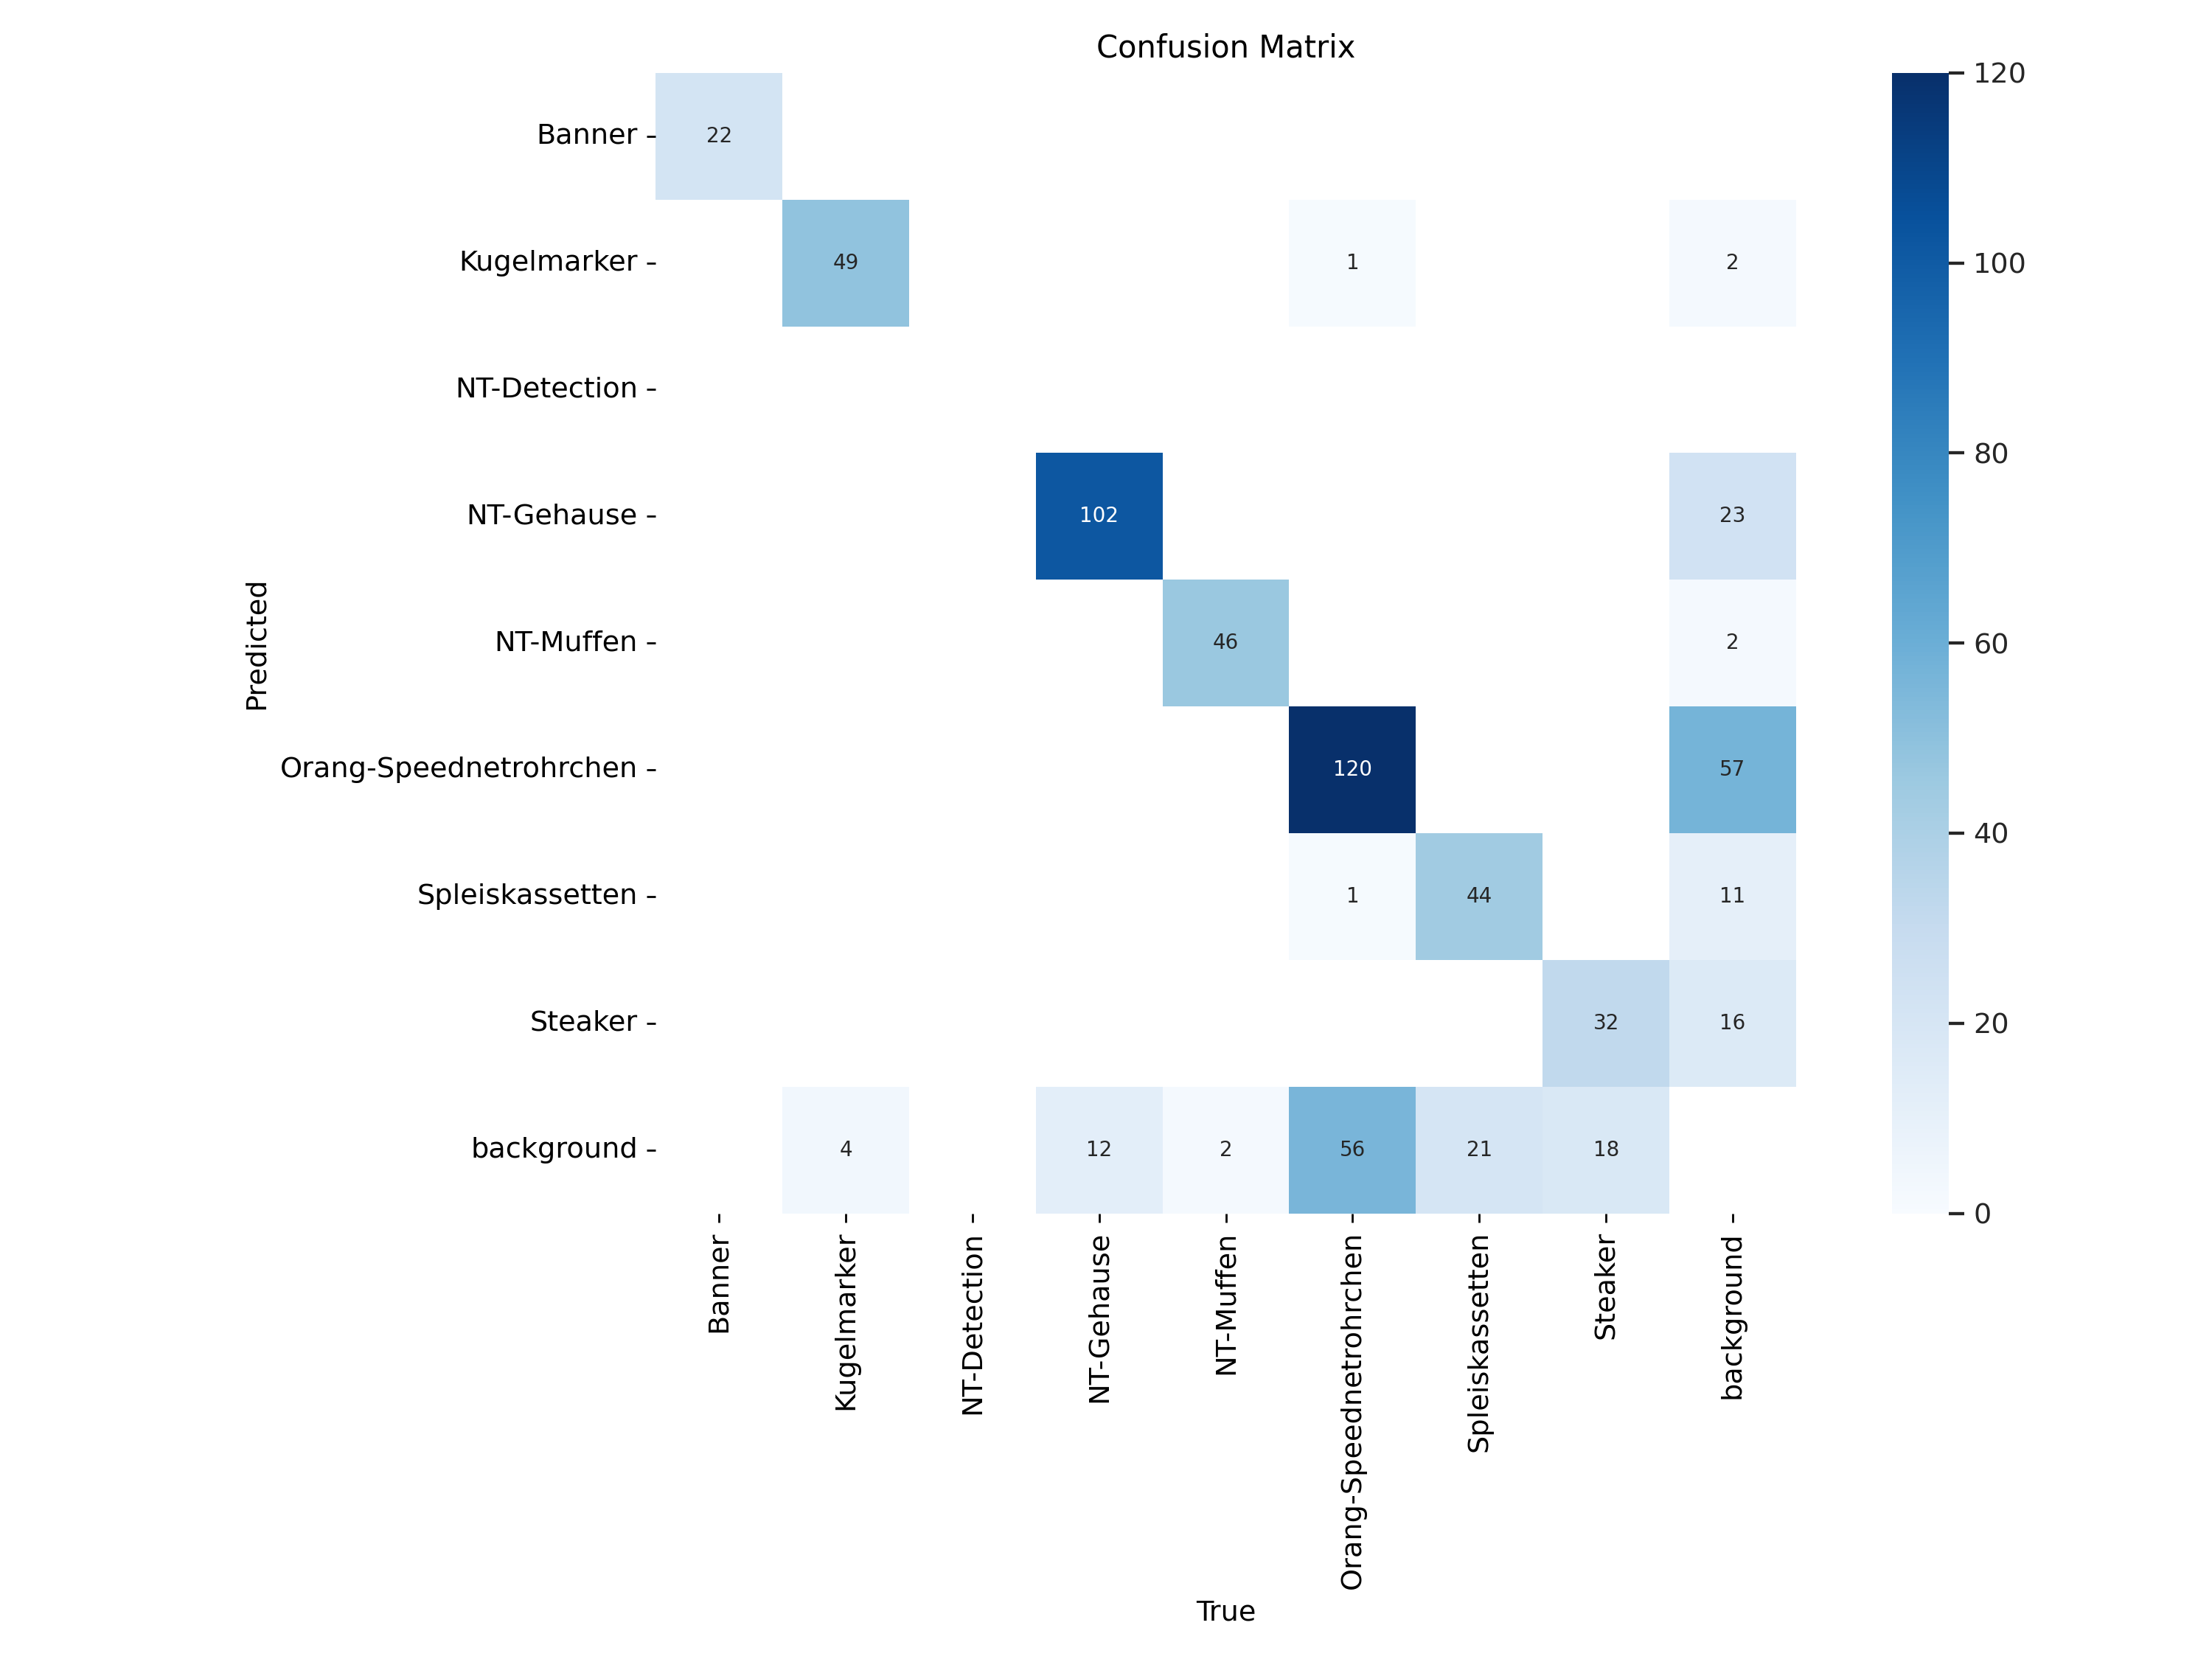 Confusion Matrix
Banner
22
Kugelmarker
49 1 2
NT-Detection
NT-Gehause
102 23
NT-Muffen
46 2
Orang-Speednetrohrchen
120 57
Spleiskassetten
1 44 11
Steaker
32 16
background
4 12 2 56 21 18
Predicted
Banner
Kugelmarker
NT-Detection
NT-Gehause
NT-Muffen
Orang-Speednetrohrchen
Spleiskassetten
Steaker
background
True
120
100
80
60
40
20
0